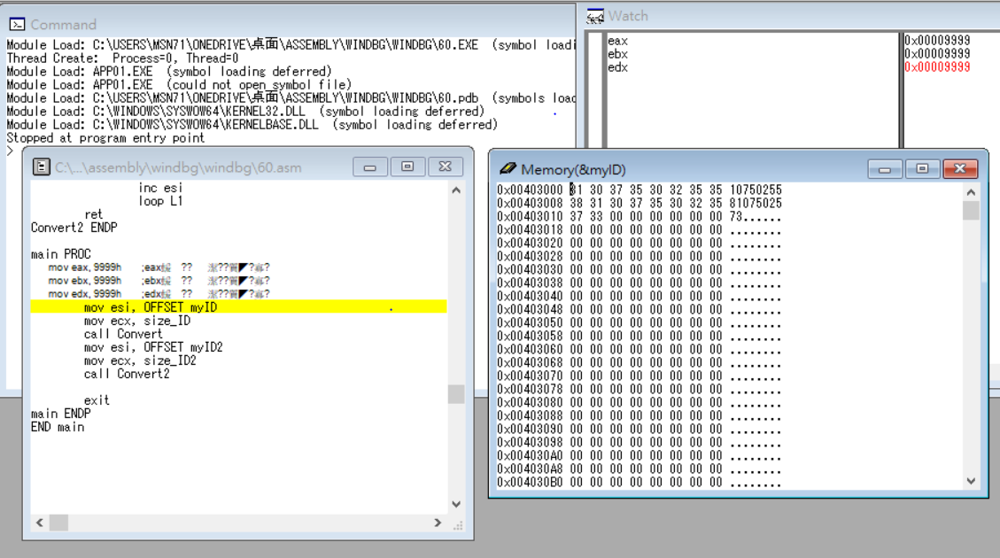 Command
Module Load: C:\USERS\MSN71\ONEDRIVE\桌面\ASSEMBLY\WINDBG\WINDBG\60.EXE (symbol loadi
Thread Create: Process=0, Thread=0
Module Load: APP01.EXE (symbol loading deferred)
Module Load: APP01.EXE (could not open symbol file)
Module Load: C:\USERS\MSN71\ONEDRIVE\桌面\ASSEMBLY\WINDBG\WINDBG\60.pdb (symbols load
Module Load: C:\WINDOWS\SYSWOW64\KERNEL32.DLL (symbol loading deferred)
Module Load: C:\WINDOWS\SYSWOW64\KERNELBASE.DLL (symbol loading deferred)
Stopped at program entry point
>
Watch
eax 0x00009999
ebx 0x00009999
edx 0x00009999
C:\...\assembly\windbg\windbg\60.asm
inc esi
loop L1
ret
Convert2 ENDP
main PROC
mov eax, 9999h ;eax
mov ebx, 9999h ;ebx
mov edx, 9999h ;edx
mov esi, OFFSET myID
mov ecx, size_ID
call Convert
mov esi, OFFSET myID2
mov ecx, size_ID2
call Convert2
exit
main ENDP
END main
Memory(&myID)
0x00403000 31 30 37 35 30 32 35 35 10750255
0x00403008 38 31 30 37 35 30 32 35 81075025
0x00403010 37 33 00 00 00 00 00 00 73......
0x00403018 00 00 00 00 00 00 00 00 ........
0x00403020 00 00 00 00 00 00 00 00 ........
0x00403028 00 00 00 00 00 00 00 00 ........
0x00403030 00 00 00 00 00 00 00 00 ........
0x00403038 00 00 00 00 00 00 00 00 ........
0x00403040 00 00 00 00 00 00 00 00 ........
0x00403048 00 00 00 00 00 00 00 00 ........
0x00403050 00 00 00 00 00 00 00 00 ........
0x00403058 00 00 00 00 00 00 00 00 ........
0x00403060 00 00 00 00 00 00 00 00 ........
0x00403068 00 00 00 00 00 00 00 00 ........
0x00403070 00 00 00 00 00 00 00 00 ........
0x00403078 00 00 00 00 00 00 00 00 ........
0x00403080 00 00 00 00 00 00 00 00 ........
0x00403088 00 00 00 00 00 00 00 00 ........
0x00403090 00 00 00 00 00 00 00 00 ........
0x00403098 00 00 00 00 00 00 00 00 ........
0x004030A0 00 00 00 00 00 00 00 00 ........
0x004030A8 00 00 00 00 00 00 00 00 ........
0x004030B0 00 00 00 00 00 00 00 00 ........